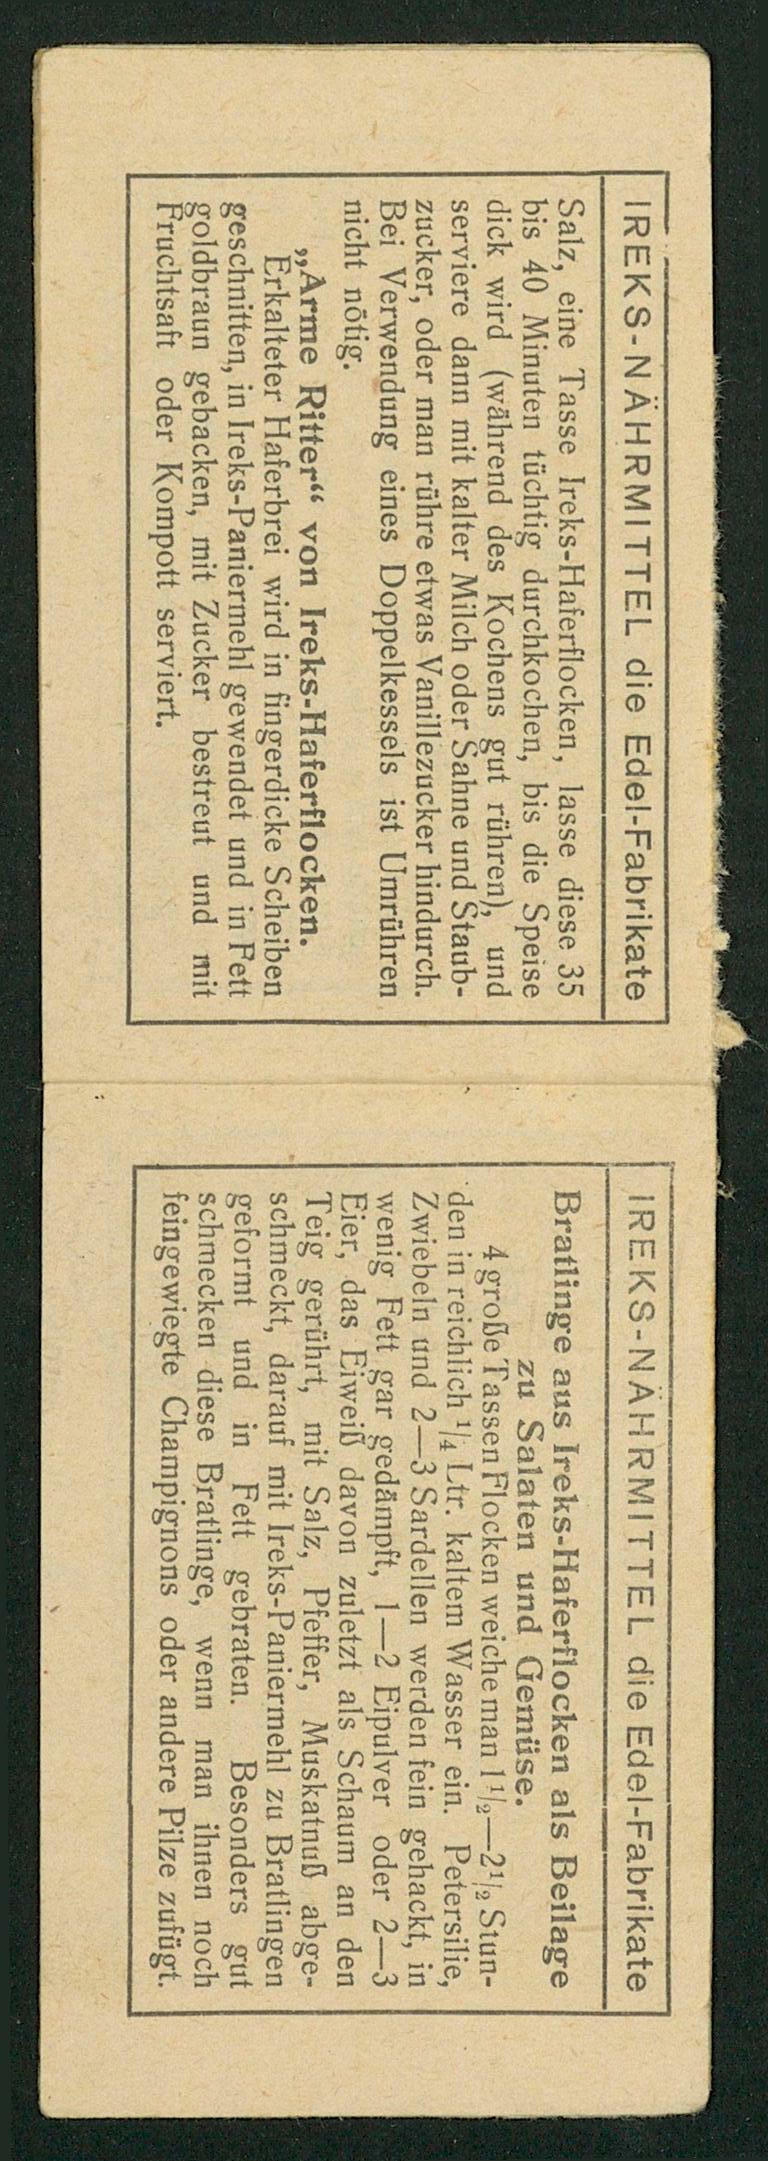 IREKS-NÄHRMITTEL die Edel-Fabrikate
Salz, eine Tasse Ireks-Haferflocken, lasse diese 35
bis 40 Minuten tüchtig durchkochen, bis die Speise
dick wird (während des Kochens gut rühren), und
serviere dann mit kalter Milch oder Sahne und Staub-
zucker, oder man rühre etwas Vanillezucker hindurch.
Bei Verwendung eines Doppelkessels ist Umrühren
nicht nötig.
„Arme Ritter“ von Ireks-Haferflocken.
Erkalteter Haferbrei wird in fingerdicke Scheiben
geschnitten, in Ireks-Paniermehl gewendet und in Fett
goldbraun gebacken, mit Zucker bestreut und mit
Fruchtsaft oder Kompott serviert.
IREKS-NÄHRMITTEL die Edel-Fabrikate
Bratlinge aus Ireks-Haferflocken als Beilage
zu Salaten und Gemüse.
4 große Tassen Flocken weiche man 1½—2½ Stun-
den in reichlich ¼ Ltr. kaltem Wasser ein. Petersilie,
Zwiebeln und 2—3 Sardellen werden fein gehackt, in
wenig Fett gar gedämpft, 1—2 Eipulver oder 2—3
Eier, das Eiweiß davon zuletzt als Schaum an den
Teig gerührt, mit Salz, Pfeffer, Muskatnuß abge-
schmeckt, darauf mit Ireks-Paniermehl zu Bratlingen
geformt und in Fett gebraten. Besonders gut
schmecken diese Bratlinge, wenn man ihnen noch
feingewiegte Champignons oder andere Pilze zufügt.